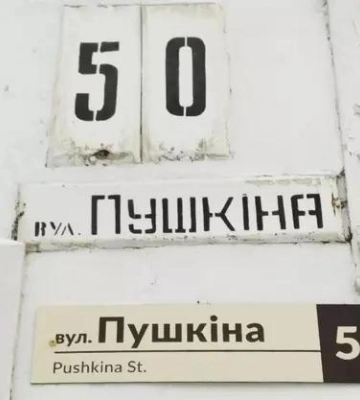 50
вул. ПУШКІНА
вул. Пушкіна
Pushkina St.
5